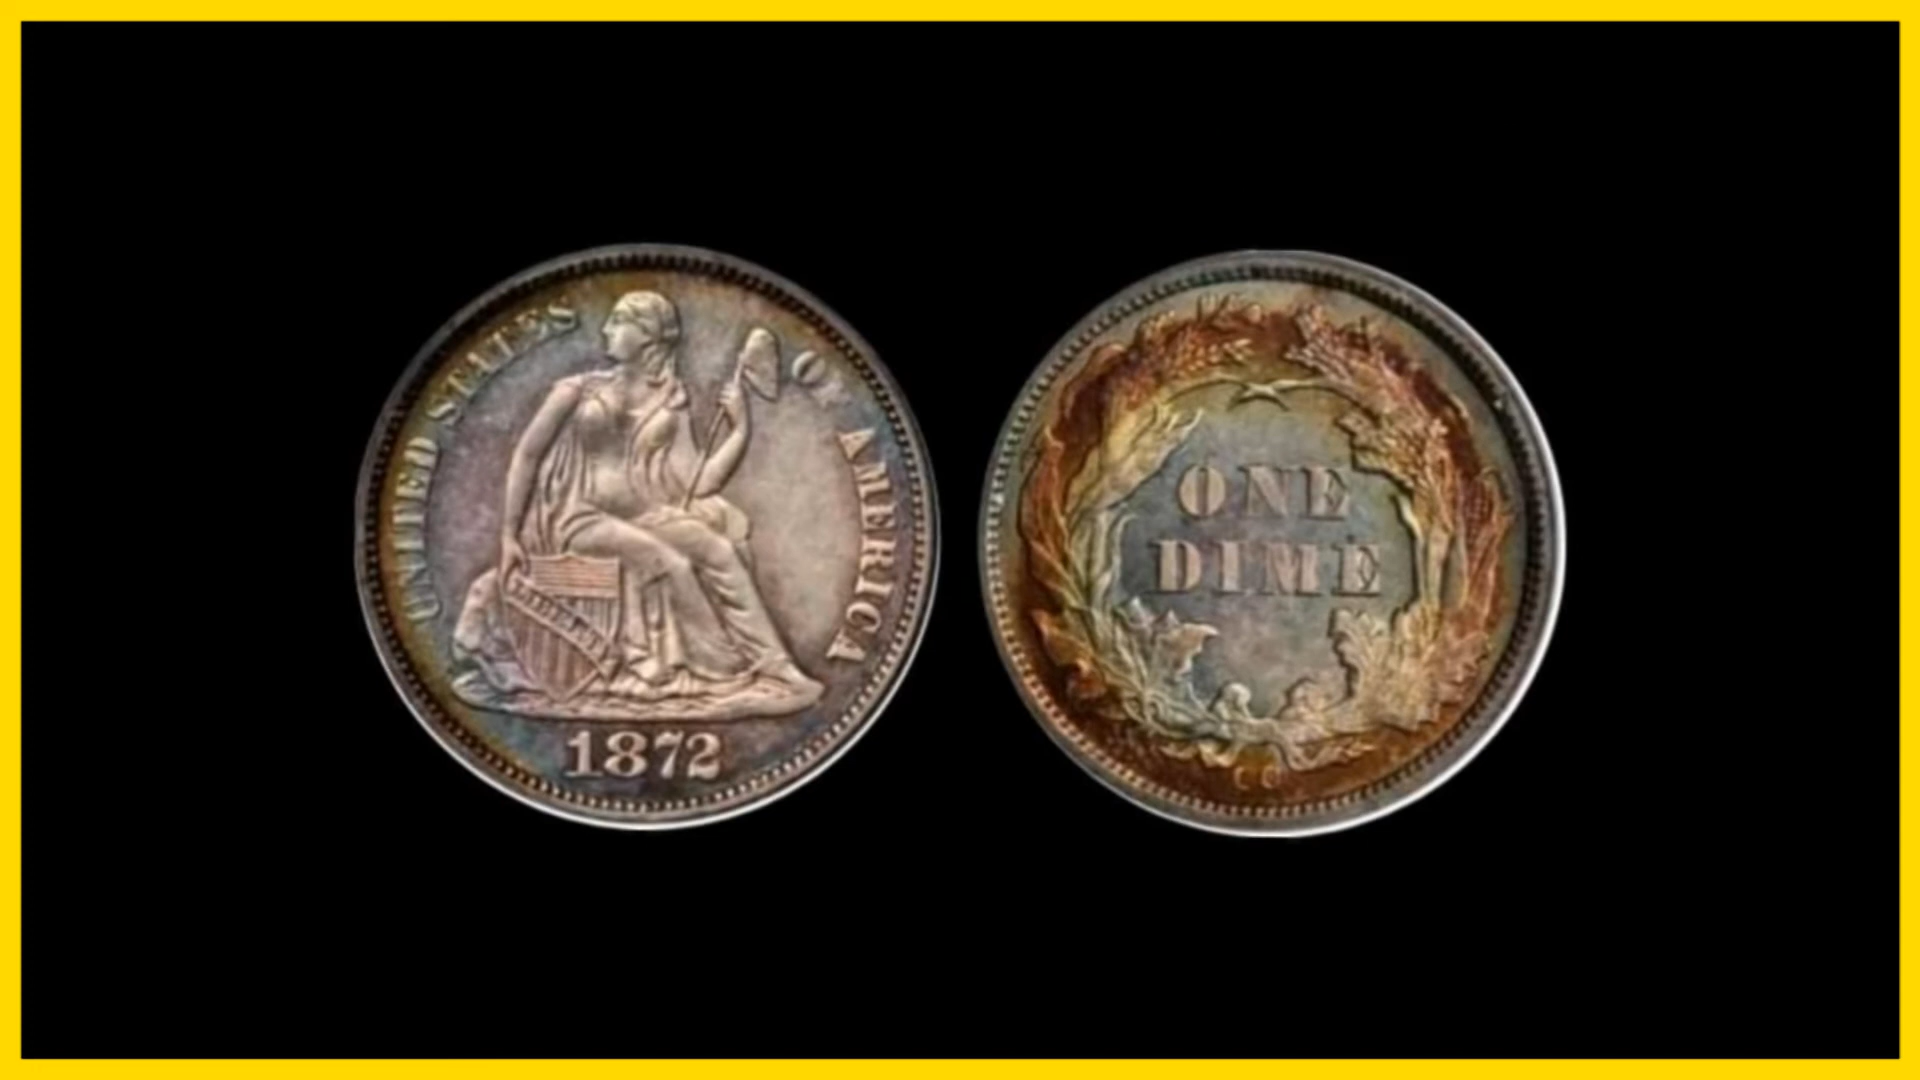 UNITED STATES OF AMERICA
LIBERTY
1872
ONE
DIME
CC